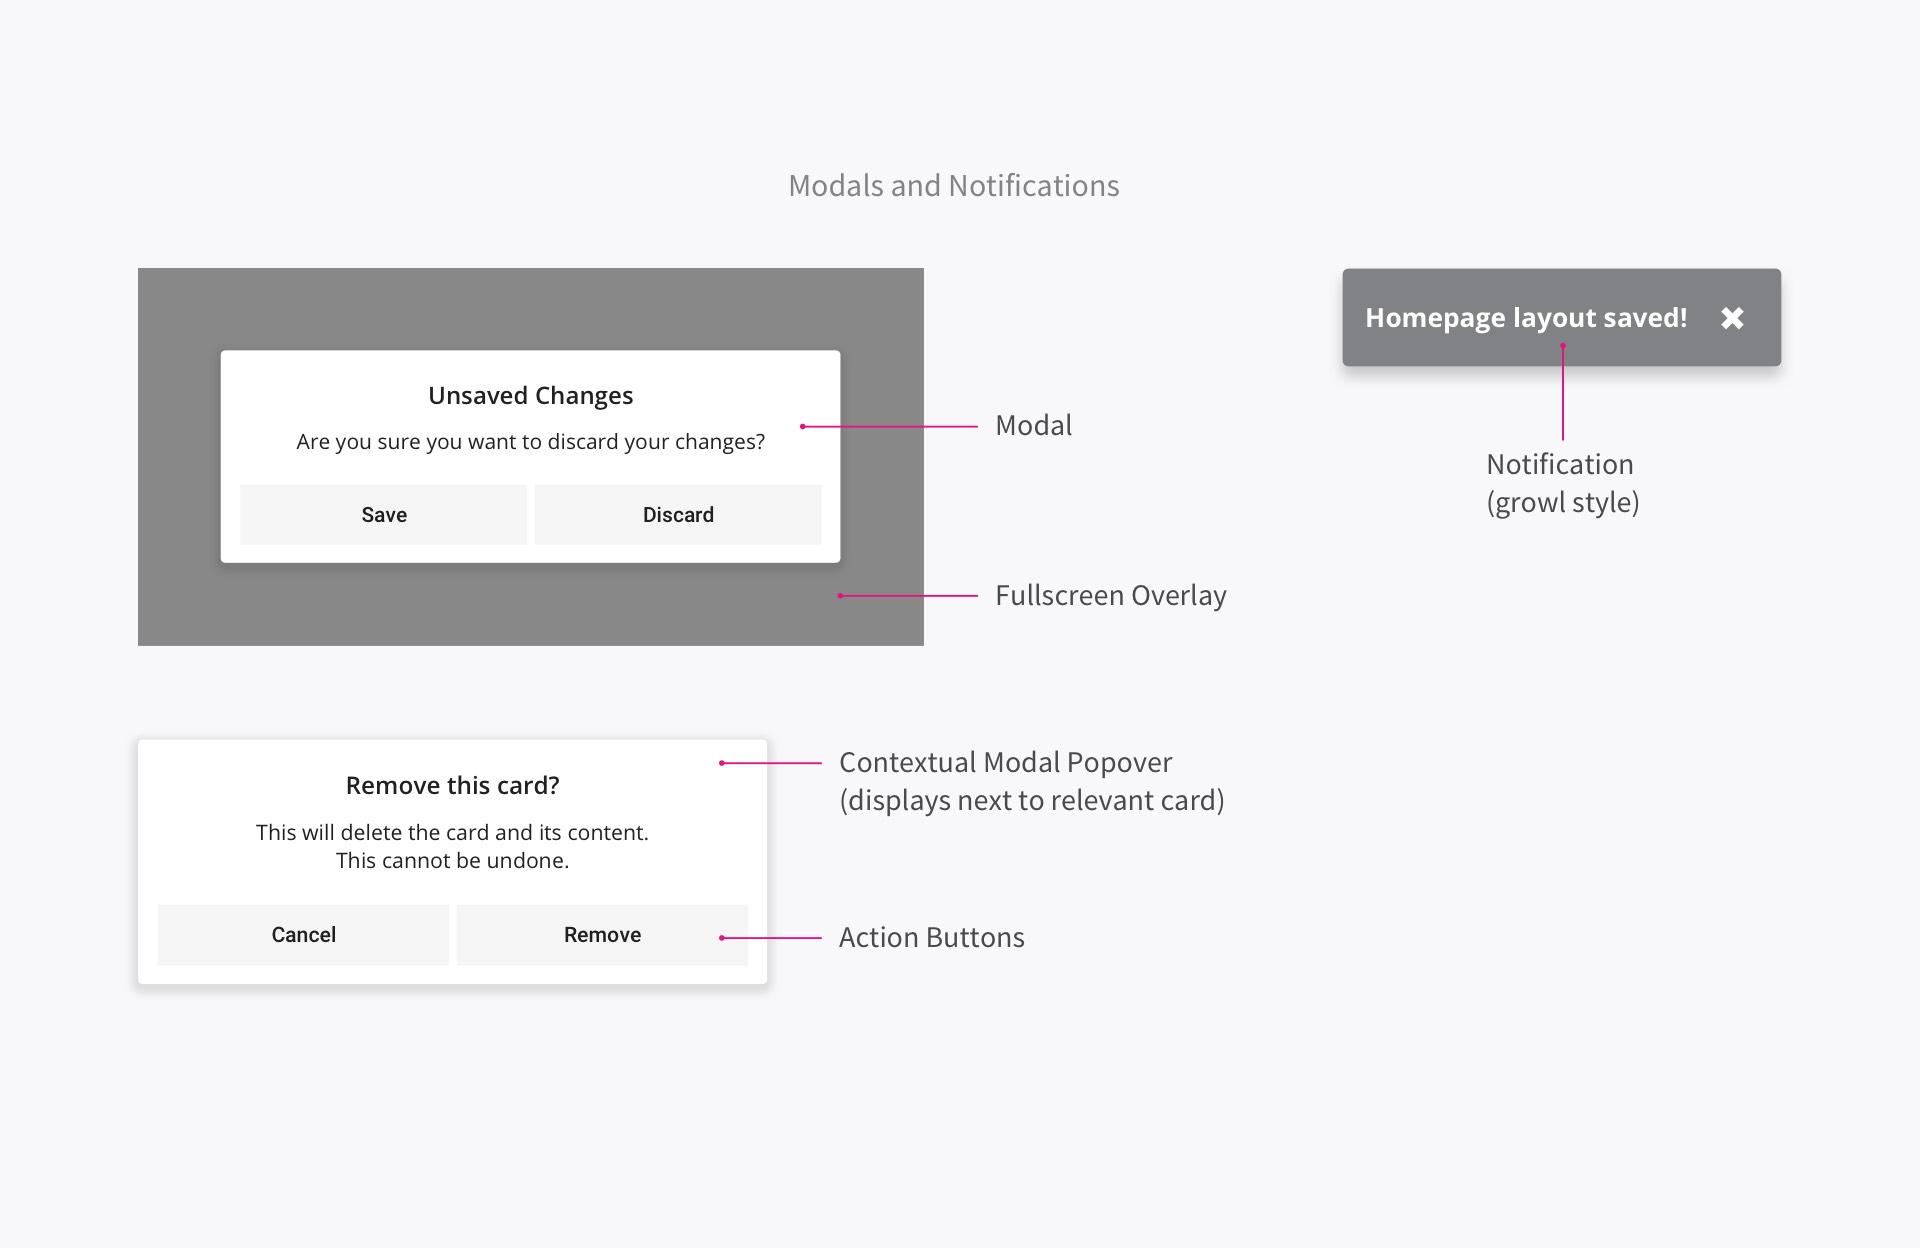 Modals and Notifications
Unsaved Changes
Are you sure you want to discard your changes?
Save
Discard
Modal
Fullscreen Overlay
Homepage layout saved!
Notification
(growl style)
Remove this card?
This will delete the card and its content.
This cannot be undone.
Cancel
Remove
Contextual Modal Popover
(displays next to relevant card)
Action Buttons